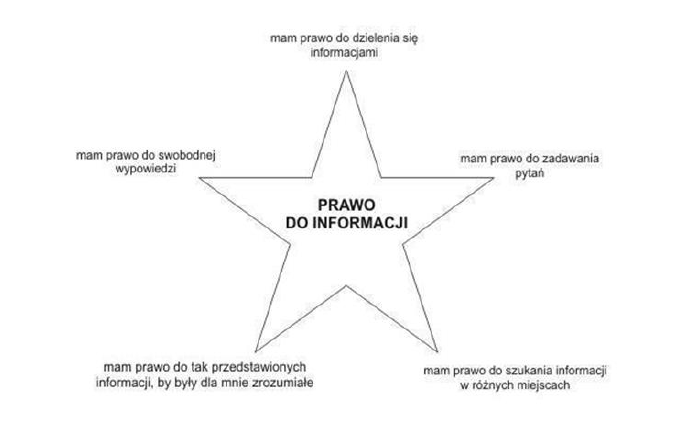 mam prawo do dzielenia się
informacjami
mam prawo do swobodnej
wypowiedzi
mam prawo do zadawania
pytań
PRAWO
DO INFORMACJI
mam prawo do tak przedstawionych
informacji, by były dla mnie zrozumiałe
mam prawo do szukania informacji
w różnych miejscach